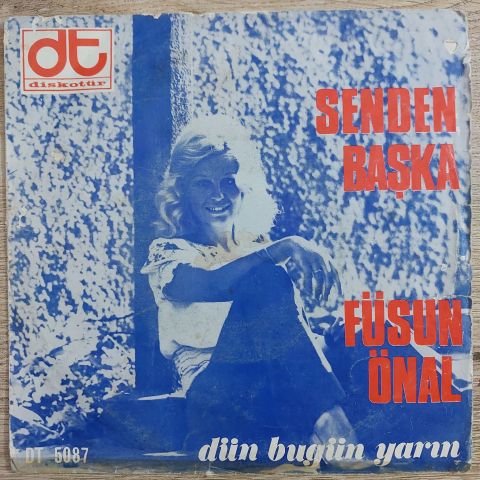 dt
diskotür
SENDEN
BAŞKA
FÜSUN
ÖNAL
DT 5087
dün bugün yarın